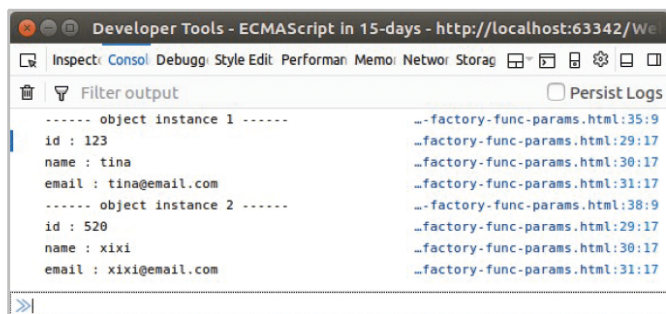 Developer Tools - ECMAScript in 15-days - http://localhost:63342/We
Inspect Consol Debugg Style Edit Performan Memo Networ Storag
Filter output Persist Logs
------ object instance 1 ------ …-factory-func-params.html:35:9
id : 123 …factory-func-params.html:29:17
name : tina …factory-func-params.html:30:17
email : tina@email.com …factory-func-params.html:31:17
------ object instance 2 ------ …-factory-func-params.html:38:9
id : 520 …factory-func-params.html:29:17
name : xixi …factory-func-params.html:30:17
email : xixi@email.com …factory-func-params.html:31:17